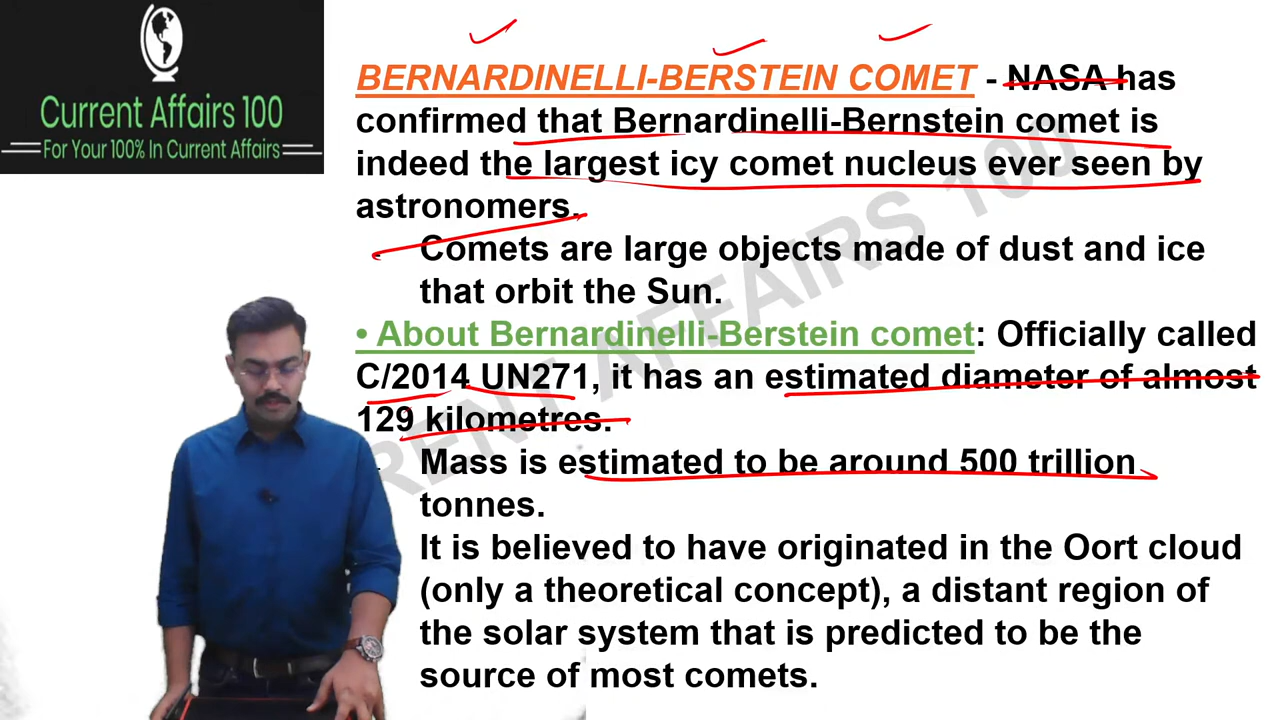 Current Affairs 100
For Your 100% In Current Affairs
BERNARDINELLI-BERSTEIN COMET - NASA has
confirmed that Bernardinelli-Bernstein comet is
indeed the largest icy comet nucleus ever seen by
astronomers.
Comets are large objects made of dust and ice
that orbit the Sun.
• About Bernardinelli-Berstein comet: Officially called
C/2014 UN271, it has an estimated diameter of almost
129 kilometres.
Mass is estimated to be around 500 trillion
tonnes.
It is believed to have originated in the Oort cloud
(only a theoretical concept), a distant region of
the solar system that is predicted to be the
source of most comets.
RENT AFFAIRS 100